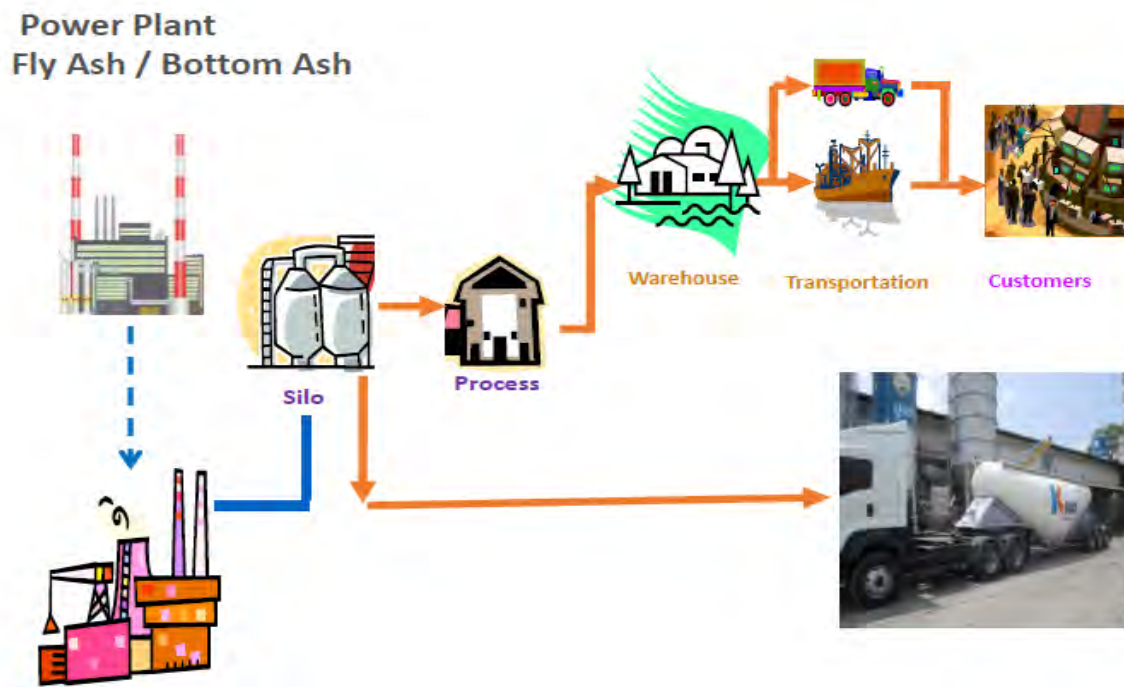 Power Plant
Fly Ash / Bottom Ash
Warehouse
Transportation
Customers
Silo
Process